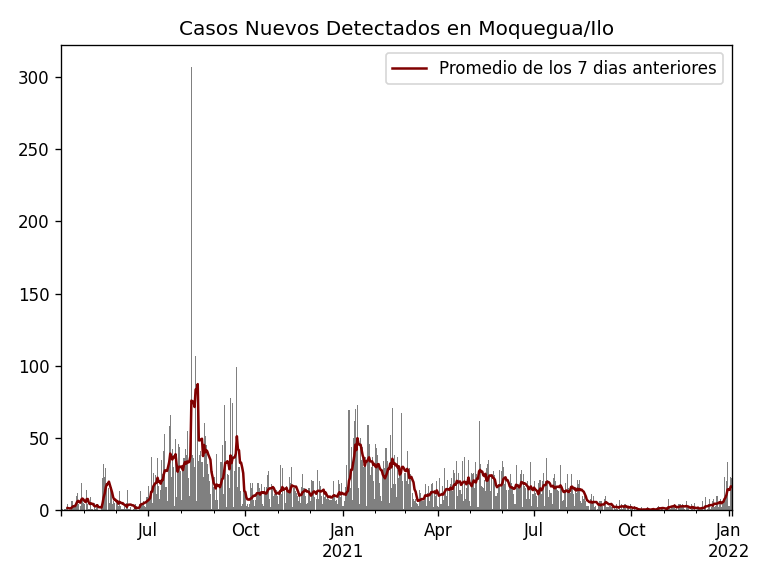 Casos Nuevos Detectados en Moquegua/Ilo
Promedio de los 7 dias anteriores
300
250
200
150
100
50
0
Jul
Oct
Jan
2021
Apr
Jul
Oct
Jan
2022